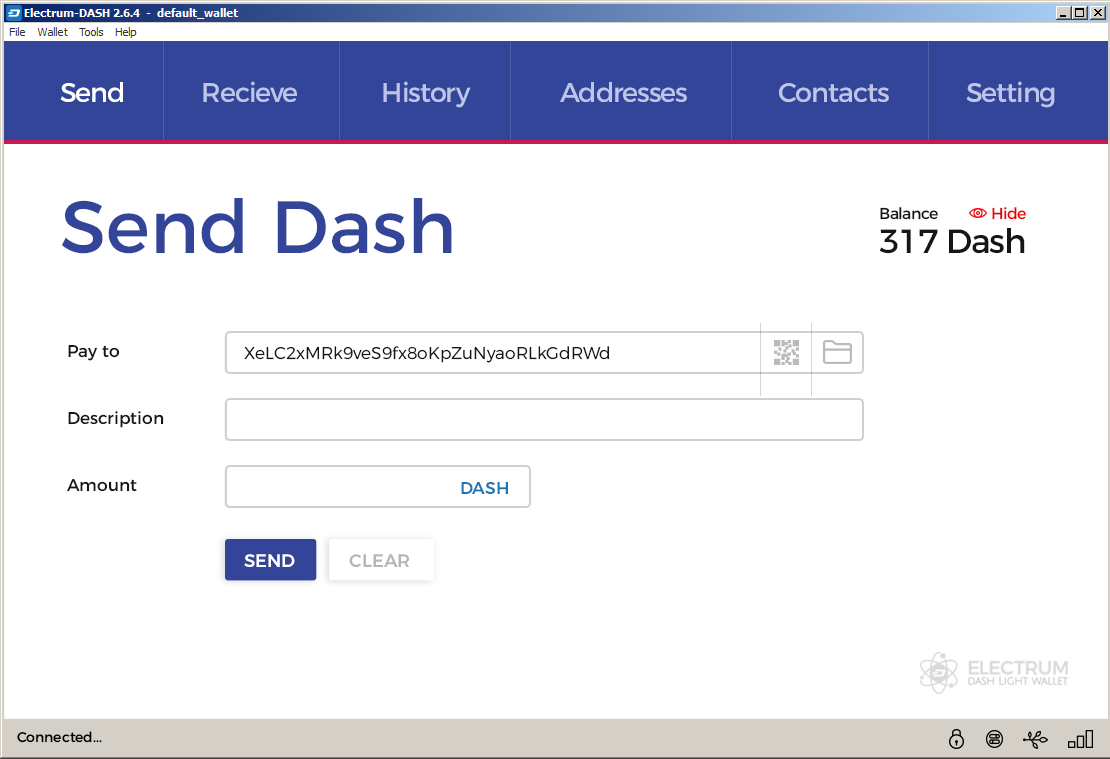 Electrum-DASH 2.6.4 - default_wallet
File Wallet Tools Help
Send Recieve History Addresses Contacts Setting
Send Dash
Balance Hide
317 Dash
Pay to XeLC2xMRk9veS9fx8oKpZuNyaoRLkGdRWd
Description
Amount DASH
SEND CLEAR
ELECTRUM
DASH LIGHT WALLET
Connected...